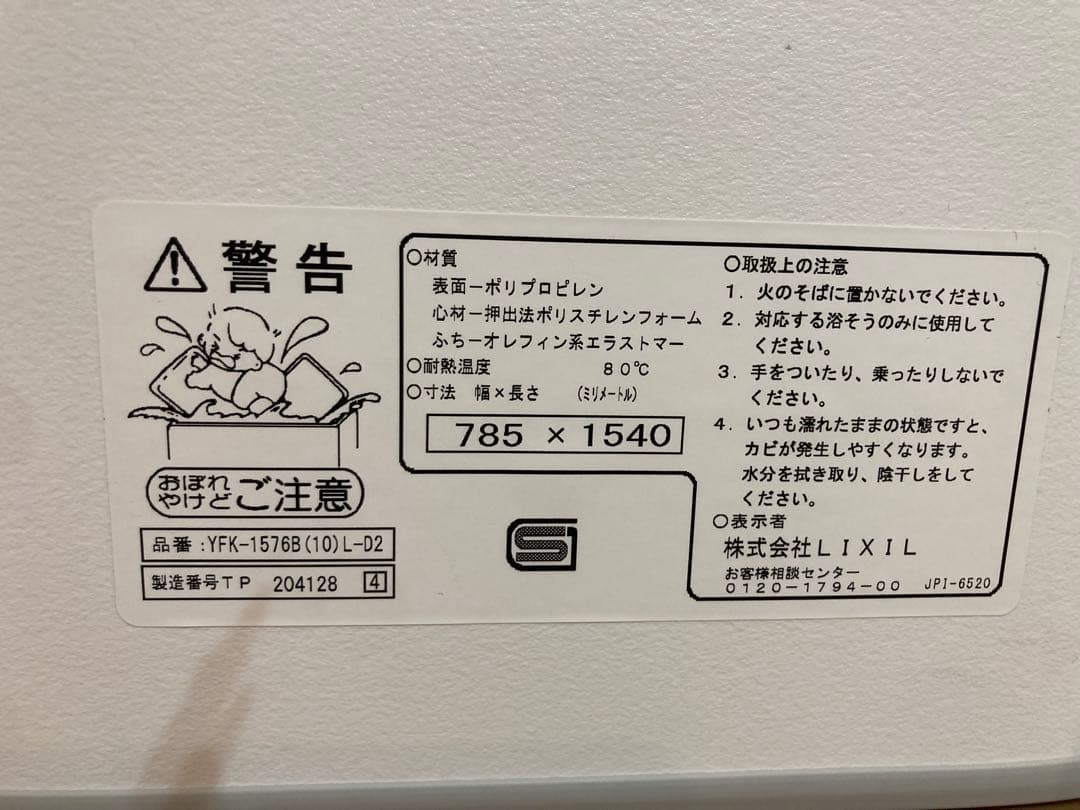 警告
おぼれ
やけど ご注意
品番:YFK-1576B(10)L-D2
製造番号TP 204128 4
○材質
表面-ポリプロピレン
心材-押出法ポリスチレンフォーム
ふち-オレフィン系エラストマー
○耐熱温度 80℃
○寸法 幅×長さ (ミリメートル)
785 × 1540
○取扱上の注意
1. 火のそばに置かないでください。
2. 対応する浴そうのみに使用して
ください。
3. 手をついたり、乗ったりしないで
ください。
4. いつも濡れたままの状態ですと、
カビが発生しやすくなります。
水分を拭き取り、陰干しをして
ください。
○表示者
株式会社LIXIL
お客様相談センター
0120-1794-00 JPI-6520